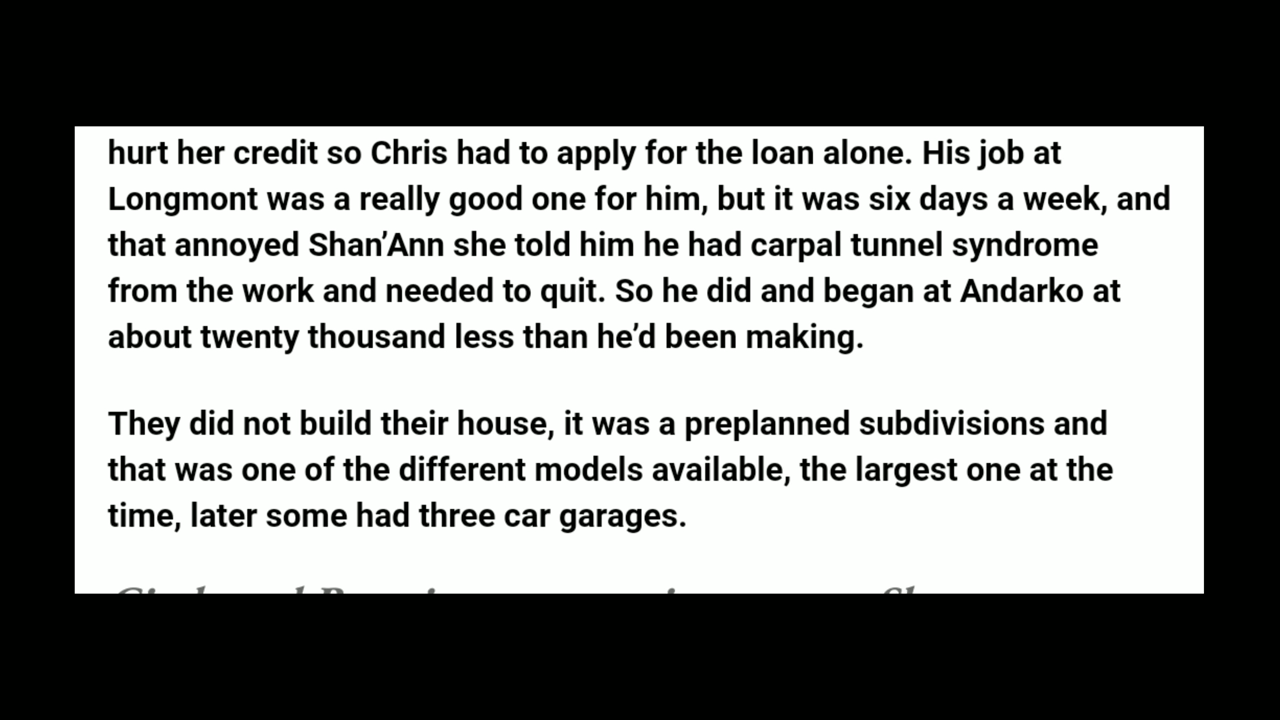 hurt her credit so Chris had to apply for the loan alone. His job at
Longmont was a really good one for him, but it was six days a week, and
that annoyed Shan’Ann she told him he had carpal tunnel syndrome
from the work and needed to quit. So he did and began at Andarko at
about twenty thousand less than he’d been making.
They did not build their house, it was a preplanned subdivisions and
that was one of the different models available, the largest one at the
time, later some had three car garages.